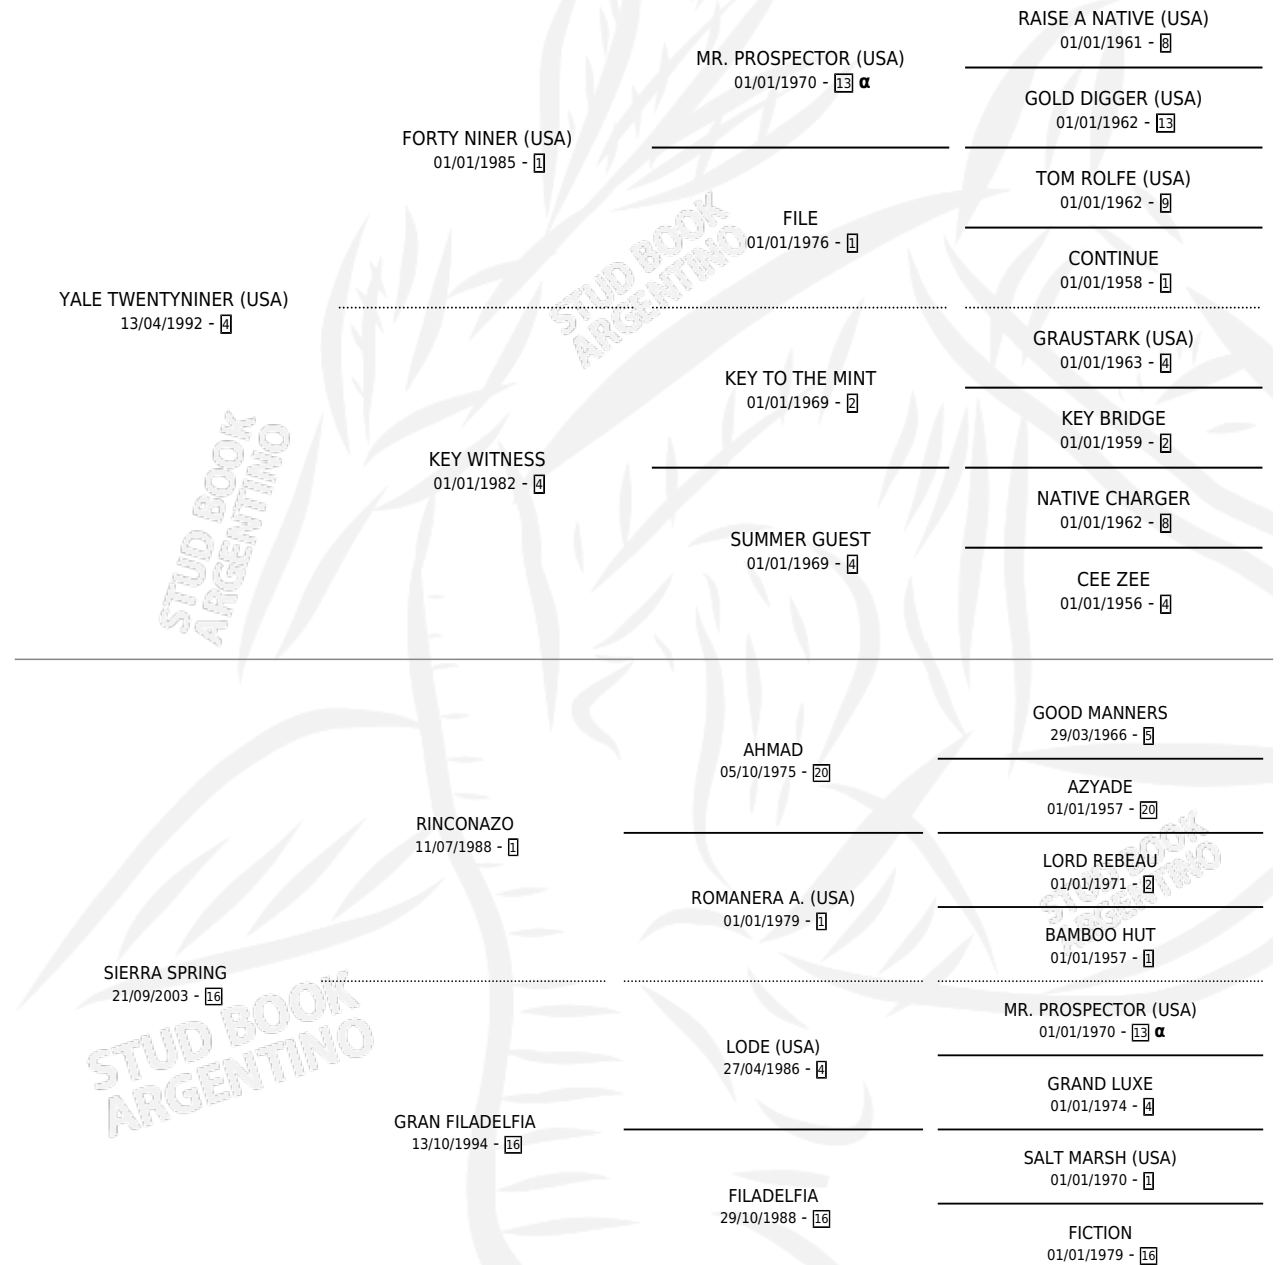 RAISE A NATIVE (USA)
01/01/1961 - 8
MR. PROSPECTOR (USA)
01/01/1970 - 13 α
GOLD DIGGER (USA)
01/01/1962 - 13
FORTY NINER (USA)
01/01/1985 - 1
TOM ROLFE (USA)
01/01/1962 - 9
FILE
01/01/1976 - 1
CONTINUE
01/01/1958 - 1
YALE TWENTYNINER (USA)
13/04/1992 - 4
GRAUSTARK (USA)
01/01/1963 - 4
KEY TO THE MINT
01/01/1969 - 2
KEY BRIDGE
01/01/1959 - 2
KEY WITNESS
01/01/1982 - 4
NATIVE CHARGER
01/01/1962 - 8
SUMMER GUEST
01/01/1969 - 4
CEE ZEE
01/01/1956 - 4
GOOD MANNERS
29/03/1966 - 5
AHMAD
05/10/1975 - 20
AZYADE
01/01/1957 - 20
RINCONAZO
11/07/1988 - 1
LORD REBEAU
01/01/1971 - 2
ROMANERA A. (USA)
01/01/1979 - 1
BAMBOO HUT
01/01/1957 - 1
SIERRA SPRING
21/09/2003 - 16
MR. PROSPECTOR (USA)
01/01/1970 - 13 α
LODE (USA)
27/04/1986 - 4
GRAND LUXE
01/01/1974 - 4
GRAN FILADELFIA
13/10/1994 - 16
SALT MARSH (USA)
01/01/1970 - 1
FILADELFIA
29/10/1988 - 16
FICTION
01/01/1979 - 16
STUD BOOK
ARGENTINO
STUD BOOK
ARGENTINO
STUD BOOK
ARGENTINO
STUD BOOK
ARGENTINO